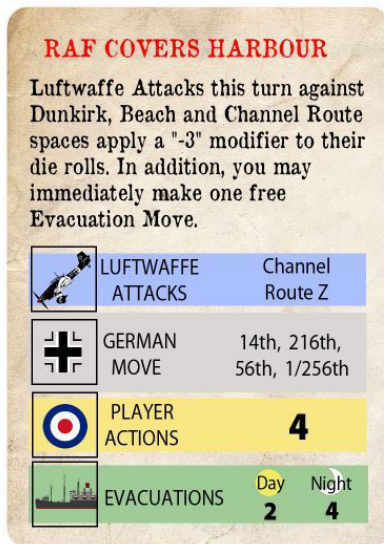 RAF COVERS HARBOUR
Luftwaffe Attacks this turn against
Dunkirk, Beach and Channel Route
spaces apply a "-3" modifier to their
die rolls. In addition, you may
immediately make one free
Evacuation Move.
LUFTWAFFE
ATTACKS
Channel
Route Z
GERMAN
MOVE
14th, 216th,
56th, 1/256th
PLAYER
ACTIONS
4
EVACUATIONS
Day
2
Night
4